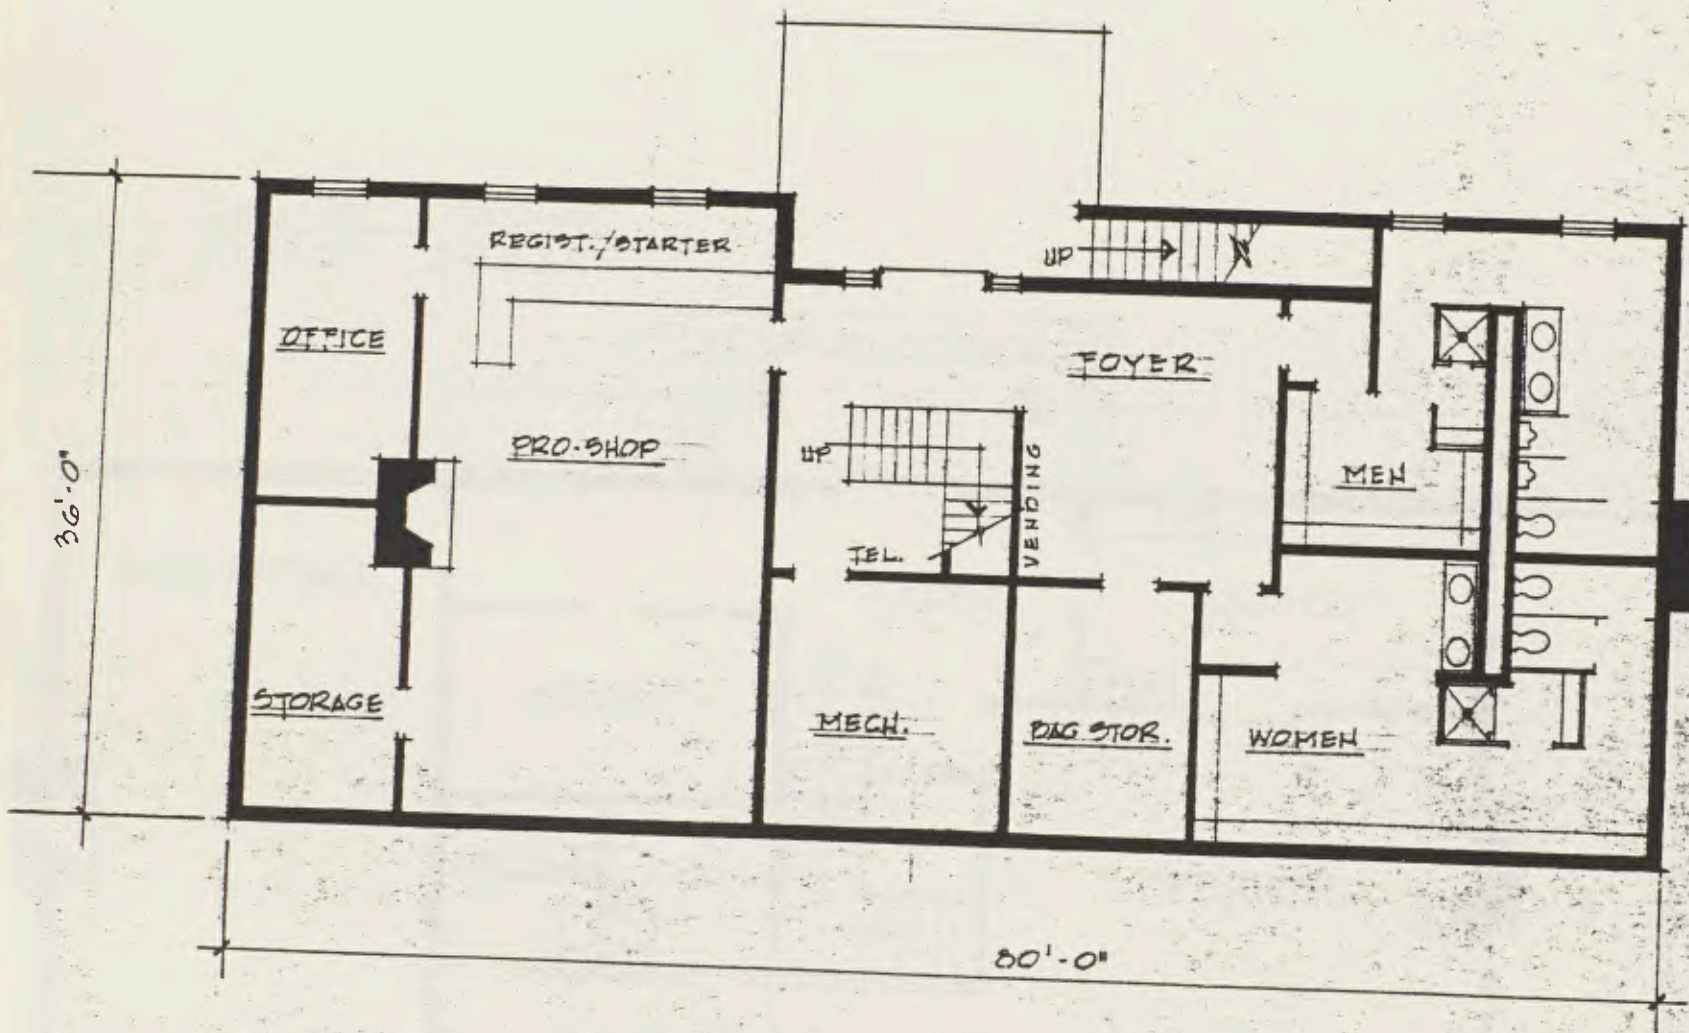 REGIST./STARTER
UP
OFFICE
FOYER
PRO-SHOP
UP
VENDING
MEN
36'-0"
TEL.
STORAGE
MECH.
BAG STOR.
WOMEN
80'-0"